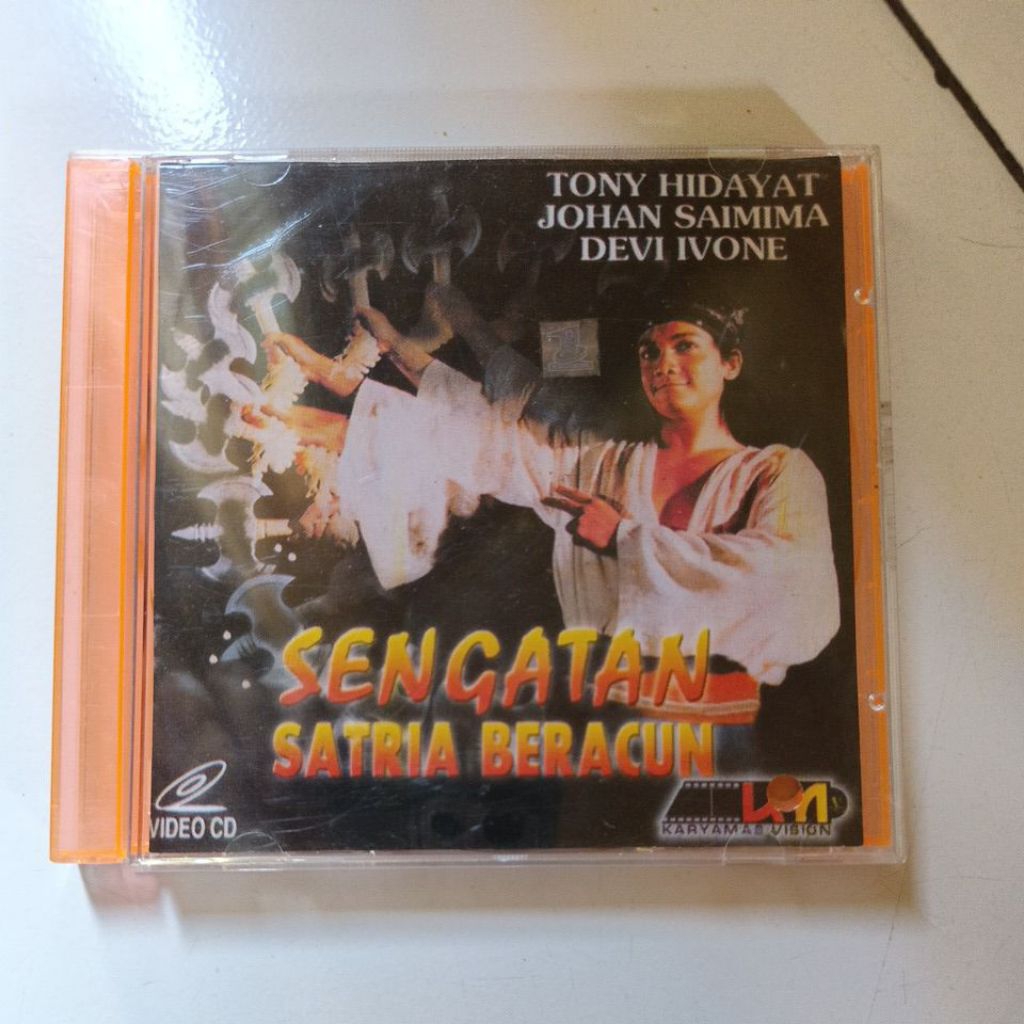 TONY HIDAYAT
JOHAN SAIMIMA
DEVI IVONE
SENGATAN
SATRIA BERACUN
VIDEO CD
KARYAMAS VISION